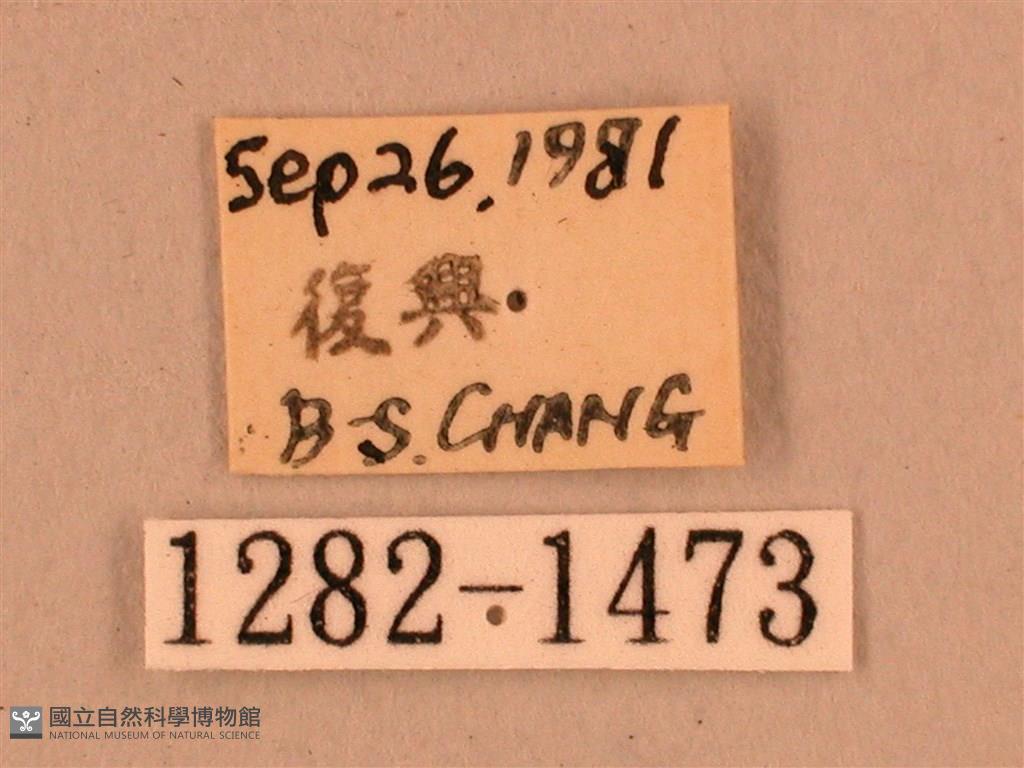 Sep 26, 1981
復興
B.S. CHANG
1282-1473
國立自然科學博物館
NATIONAL MUSEUM OF NATURAL SCIENCE